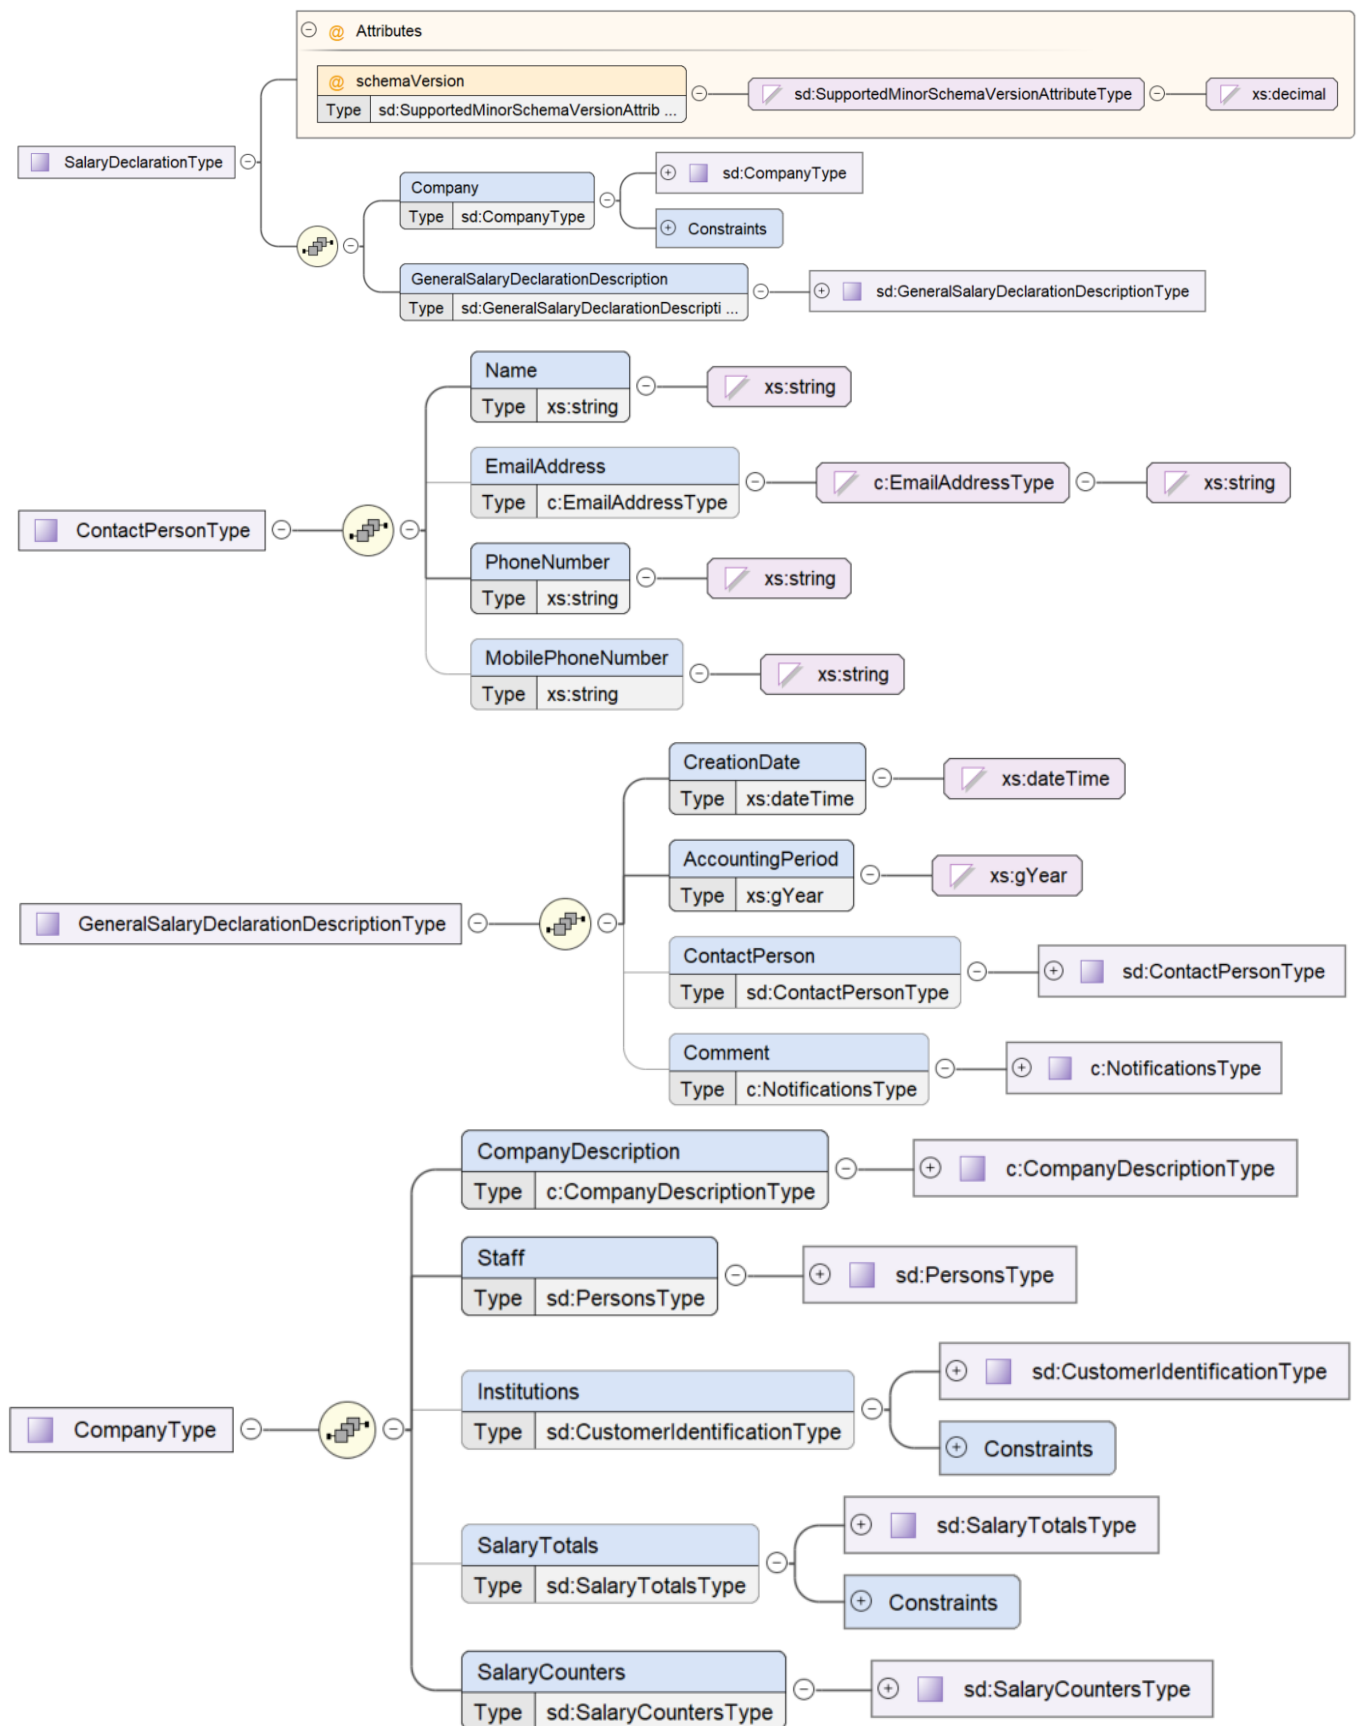 @ Attributes
@ schemaVersion
Type sd:SupportedMinorSchemaVersionAttrib ...
sd:SupportedMinorSchemaVersionAttributeType
xs:decimal
SalaryDeclarationType
Company
Type sd:CompanyType
sd:CompanyType
Constraints
GeneralSalaryDeclarationDescription
Type sd:GeneralSalaryDeclarationDescripti ...
sd:GeneralSalaryDeclarationDescriptionType
ContactPersonType
Name
Type xs:string
xs:string
EmailAddress
Type c:EmailAddressType
c:EmailAddressType
xs:string
PhoneNumber
Type xs:string
xs:string
MobilePhoneNumber
Type xs:string
xs:string
GeneralSalaryDeclarationDescriptionType
CreationDate
Type xs:dateTime
xs:dateTime
AccountingPeriod
Type xs:gYear
xs:gYear
ContactPerson
Type sd:ContactPersonType
sd:ContactPersonType
Comment
Type c:NotificationsType
c:NotificationsType
CompanyType
CompanyDescription
Type c:CompanyDescriptionType
c:CompanyDescriptionType
Staff
Type sd:PersonsType
sd:PersonsType
Institutions
Type sd:CustomerIdentificationType
sd:CustomerIdentificationType
Constraints
SalaryTotals
Type sd:SalaryTotalsType
sd:SalaryTotalsType
Constraints
SalaryCounters
Type sd:SalaryCountersType
sd:SalaryCountersType